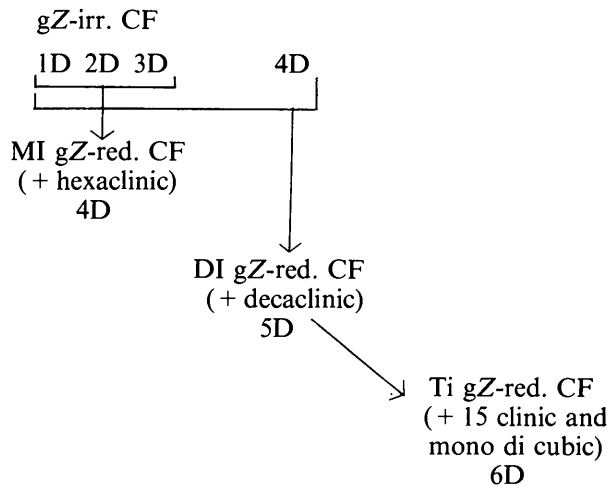 gZ-irr. CF
1D 2D 3D 4D
MI gZ-red. CF
(+ hexaclinic)
4D
DI gZ-red. CF
(+ decaclinic)
5D
Ti gZ-red. CF
(+ 15 clinic and
mono di cubic)
6D